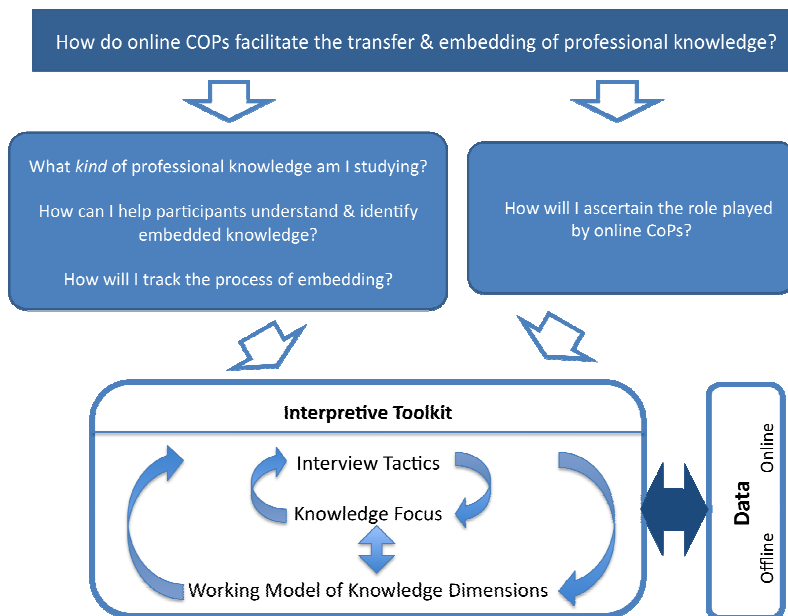 How do online COPs facilitate the transfer & embedding of professional knowledge?
What kind of professional knowledge am I studying?
How can I help participants understand & identify
embedded knowledge?
How will I track the process of embedding?
How will I ascertain the role played
by online CoPs?
Interpretive Toolkit
Interview Tactics
Knowledge Focus
Working Model of Knowledge Dimensions
Data
Online
Offline